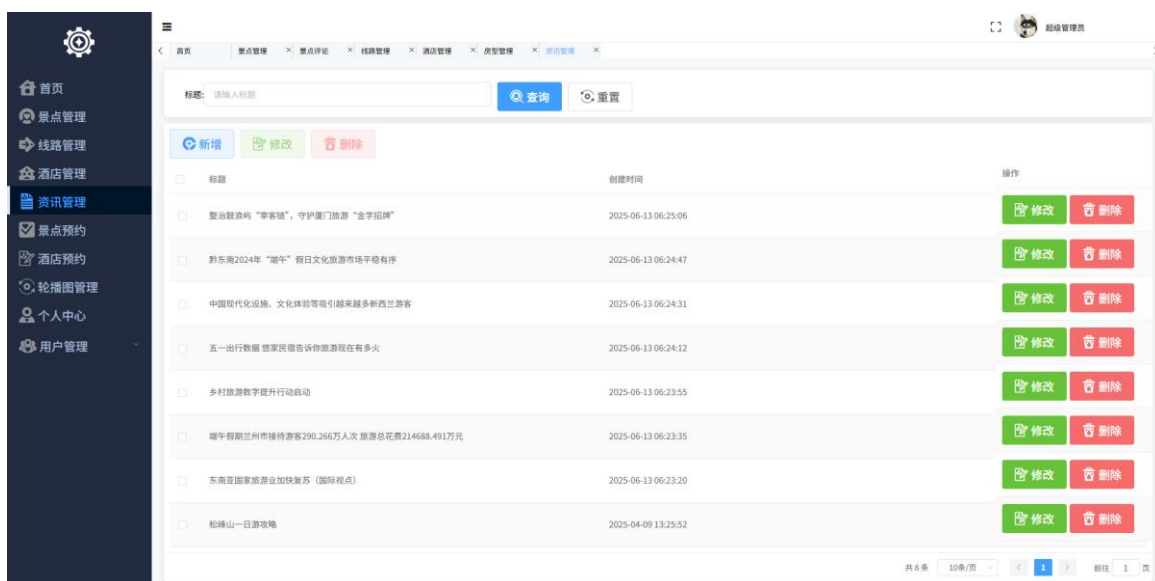 超级管理员
首页 景点管理 × 景点评论 × 线路管理 × 酒店管理 × 房型管理 × 资讯管理 ×
首页
景点管理
线路管理
酒店管理
资讯管理
景点预约
酒店预约
轮播图管理
个人中心
用户管理
标题: 请输入标题 查询 重置
新增 修改 删除
标题 创建时间 操作
整治鼓浪屿“宰客链”，守护厦门旅游“金字招牌” 2025-06-13 06:25:06 修改 删除
黔东南2024年“端午”假日文化旅游市场平稳有序 2025-06-13 06:24:47 修改 删除
中国现代化设施、文化体验等吸引越来越多新西兰游客 2025-06-13 06:24:31 修改 删除
五一出行数据 悠家民宿告诉你旅游现在有多火 2025-06-13 06:24:12 修改 删除
乡村旅游数字提升行动启动 2025-06-13 06:23:55 修改 删除
端午假期兰州市接待游客290.266万人次 旅游总花费214688.491万元 2025-06-13 06:23:35 修改 删除
东南亚国家旅游业加快复苏（国际视点） 2025-06-13 06:23:20 修改 删除
松峰山一日游攻略 2025-04-09 13:25:52 修改 删除
共 8 条 10条/页 1 前往 1 页